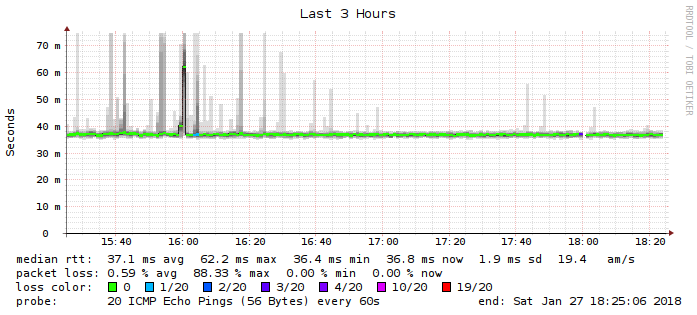 Last 3 Hours
RRDTOOL / TOBI OETIKER
Seconds
70 m
60 m
50 m
40 m
30 m
20 m
10 m
0
15:40 16:00 16:20 16:40 17:00 17:20 17:40 18:00 18:20
median rtt: 37.1 ms avg 62.2 ms max 36.4 ms min 36.8 ms now 1.9 ms sd 19.4 am/s
packet loss: 0.59 % avg 88.33 % max 0.00 % min 0.00 % now
loss color: 0 1/20 2/20 3/20 4/20 10/20 19/20
probe: 20 ICMP Echo Pings (56 Bytes) every 60s end: Sat Jan 27 18:25:06 2018